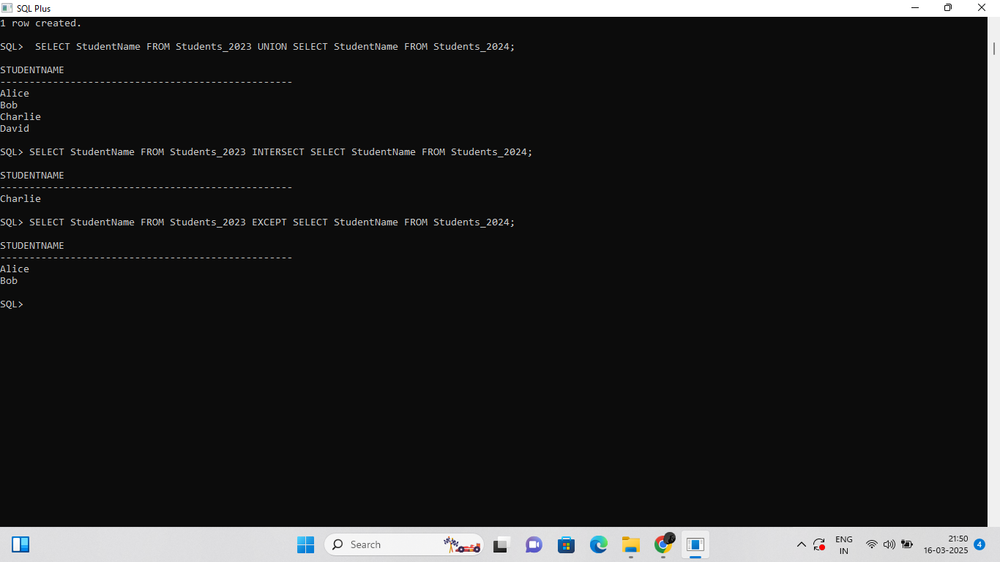 SQL Plus
1 row created.
SQL>  SELECT StudentName FROM Students_2023 UNION SELECT StudentName FROM Students_2024;
STUDENTNAME
--------------------------------------------------
Alice
Bob
Charlie
David
SQL> SELECT StudentName FROM Students_2023 INTERSECT SELECT StudentName FROM Students_2024;
STUDENTNAME
--------------------------------------------------
Charlie
SQL> SELECT StudentName FROM Students_2023 EXCEPT SELECT StudentName FROM Students_2024;
STUDENTNAME
--------------------------------------------------
Alice
Bob
SQL>
Search
ENG
IN
21:50
16-03-2025
4